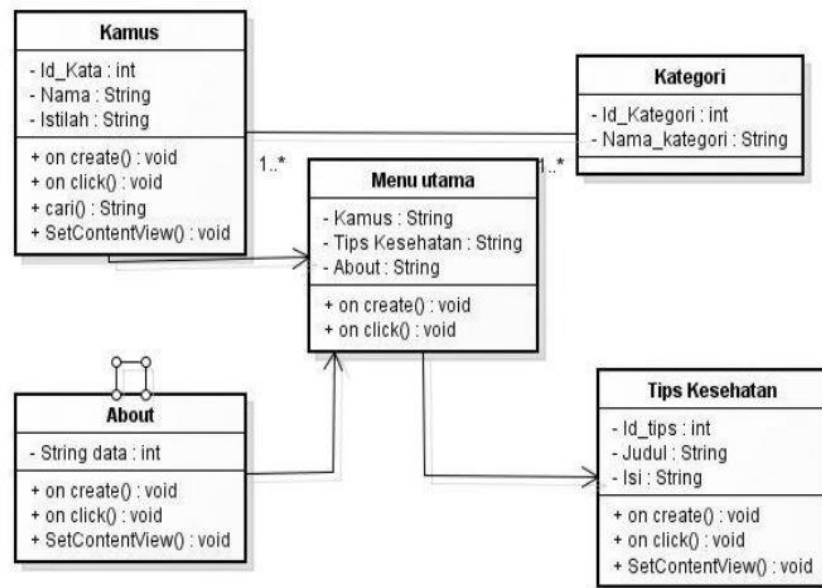 Kamus
- Id_Kata : int
- Nama : String
- Istilah : String
+ on create() : void
+ on click() : void
+ cari() : String
+ SetContentView() : void
Kategori
- Id_Kategori : int
- Nama_kategori : String
1..*
1..*
Menu utama
- Kamus : String
- Tips Kesehatan : String
- About : String
+ on create() : void
+ on click() : void
About
- String data : int
+ on create() : void
+ on click() : void
+ SetContentView() : void
Tips Kesehatan
- Id_tips : int
- Judul : String
- Isi : String
+ on create() : void
+ on click() : void
+ SetContentView() : void